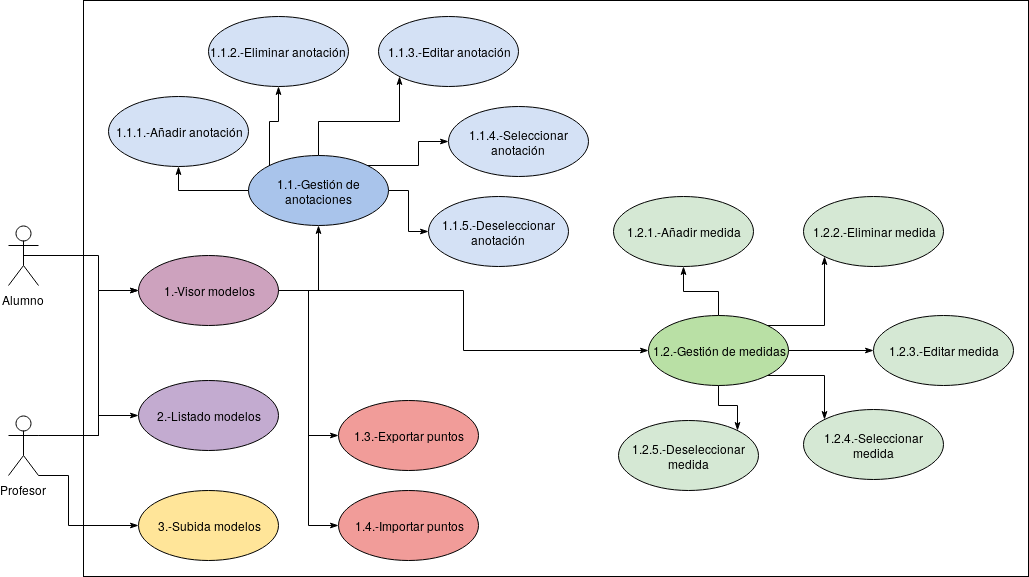 1.1.2.-Eliminar anotación
1.1.3.-Editar anotación
1.1.1.-Añadir anotación
1.1.4.-Seleccionar
anotación
1.1.-Gestión de
anotaciones
1.1.5.-Deseleccionar
anotación
1.2.1.-Añadir medida
1.2.2.-Eliminar medida
Alumno
1.-Visor modelos
1.2.-Gestión de medidas
1.2.3.-Editar medida
2.-Listado modelos
1.3.-Exportar puntos
1.2.5.-Deseleccionar
medida
1.2.4.-Seleccionar
medida
Profesor
3.-Subida modelos
1.4.-Importar puntos